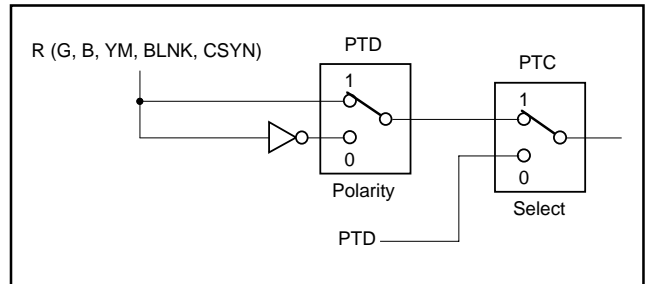 R (G, B, YM, BLNK, CSYN)
PTD
1
0
Polarity
PTC
1
0
Select
PTD